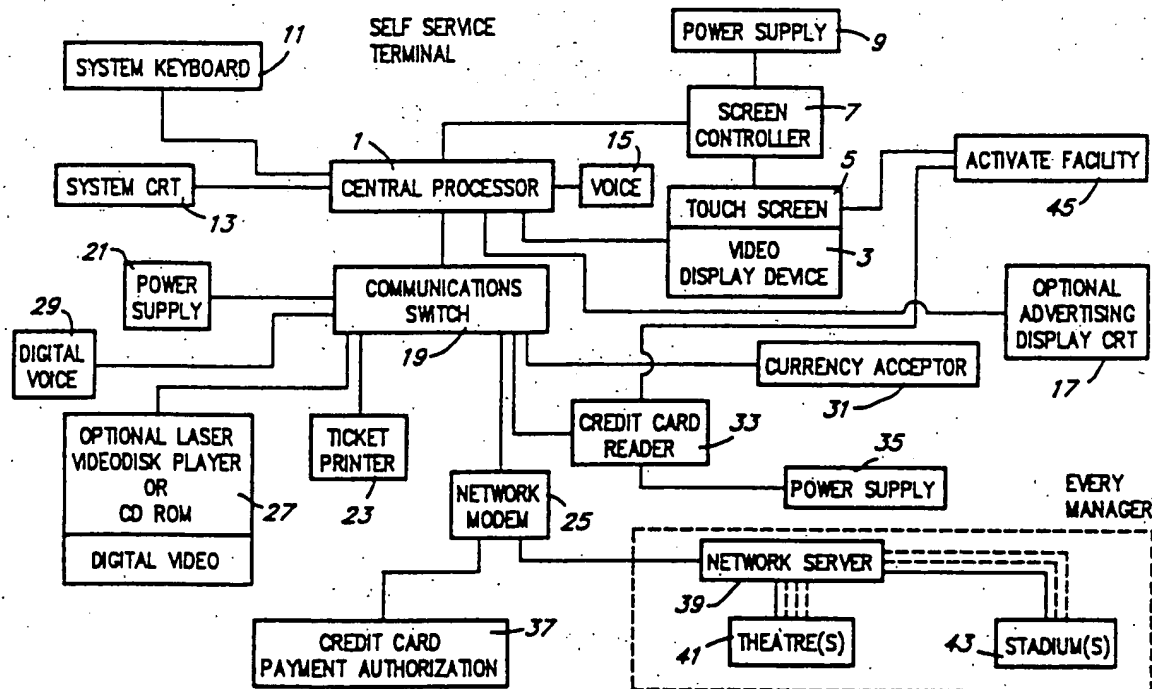 SELF SERVICE
TERMINAL
POWER SUPPLY
9
11
SYSTEM KEYBOARD
SCREEN
CONTROLLER
7
1
CENTRAL PROCESSOR
15
VOICE
5
TOUCH SCREEN
VIDEO
DISPLAY DEVICE
3
ACTIVATE FACILITY
45
SYSTEM CRT
13
21
POWER
SUPPLY
COMMUNICATIONS
SWITCH
19
OPTIONAL
ADVERTISING
DISPLAY CRT
17
29
DIGITAL
VOICE
CURRENCY ACCEPTOR
31
OPTIONAL LASER
VIDEODISK PLAYER
OR
CD ROM
27
DIGITAL VIDEO
TICKET
PRINTER
23
CREDIT CARD
READER
33
35
POWER SUPPLY
NETWORK
MODEM
25
EVERY
MANAGER
NETWORK SERVER
39
37
CREDIT CARD
PAYMENT AUTHORIZATION
41
THEÂTRE(S)
43
STADIUM(S)